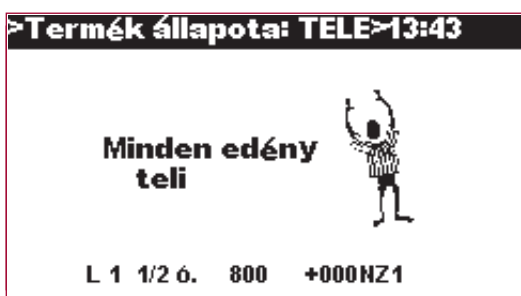 >Termék állapota: TELE>13:43
Minden edény
teli
L 1 1/2 ó. 800 +000NZ1